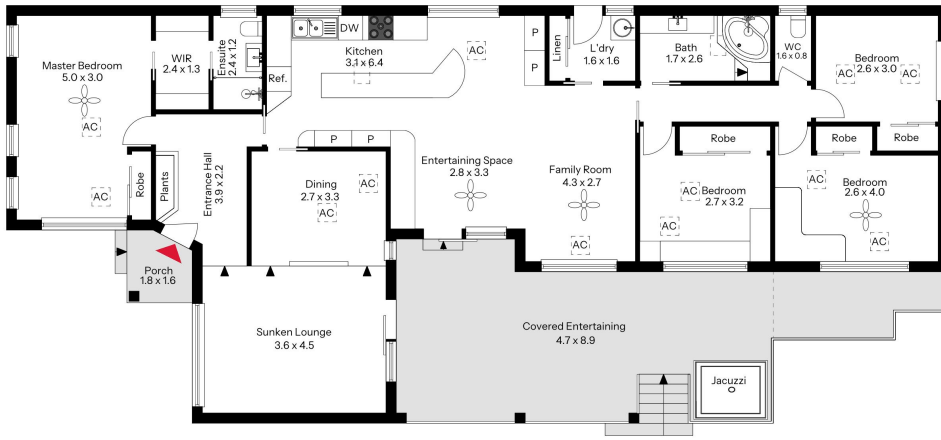 Master Bedroom
5.0 x 3.0
AC
AC
Robe
WIR
2.4 x 1.3
Ensuite
2.4 x 1.2
Plants
Entrance Hall
3.9 x 2.2
Porch
1.8 x 1.6
DW
Kitchen
3.1 x 6.4
Ref.
AC
P
P
P
P
Dining
2.7 x 3.3
AC
AC
Entertaining Space
2.8 x 3.3
Family Room
4.3 x 2.7
AC
Linen
L'dry
1.6 x 1.6
Bath
1.7 x 2.6
WC
1.6 x 0.8
Bedroom
2.6 x 3.0
AC
AC
Robe
Robe
Robe
AC
Bedroom
2.7 x 3.2
AC
AC
Bedroom
2.6 x 4.0
AC
Sunken Lounge
3.6 x 4.5
Covered Entertaining
4.7 x 8.9
Jacuzzi